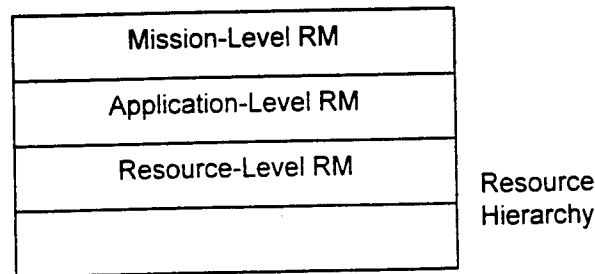 Mission-Level RM
Application-Level RM
Resource-Level RM
Resource
Hierarchy